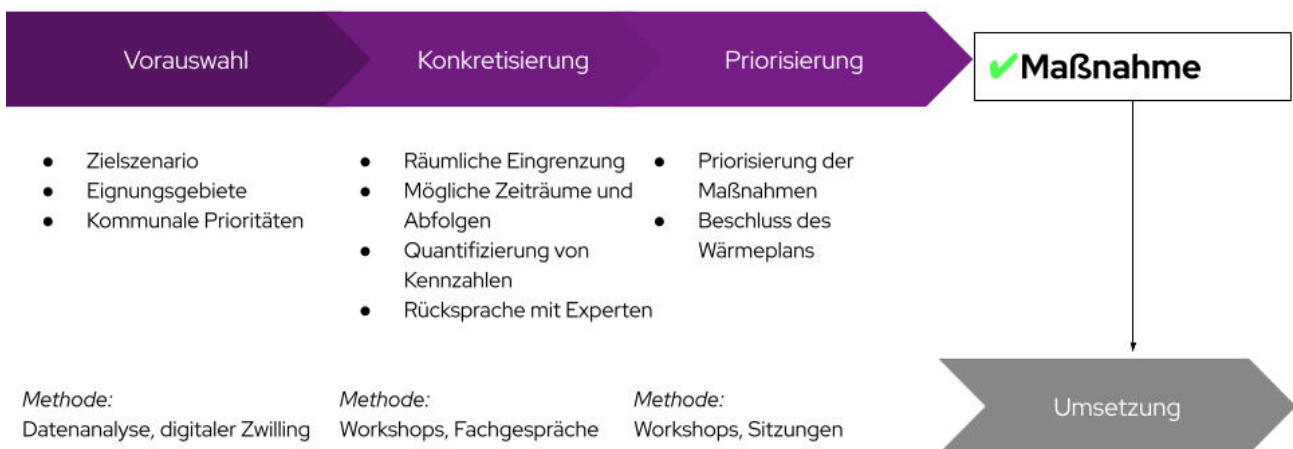 Vorauswahl
Konkretisierung
Priorisierung
✔Maßnahme
● Zielszenario
● Eignungsgebiete
● Kommunale Prioritäten
● Räumliche Eingrenzung
● Mögliche Zeiträume und
Abfolgen
● Quantifizierung von
Kennzahlen
● Rücksprache mit Experten
● Priorisierung der
Maßnahmen
● Beschluss des
Wärmeplans
Methode:
Datenanalyse, digitaler Zwilling
Methode:
Workshops, Fachgespräche
Methode:
Workshops, Sitzungen
Umsetzung